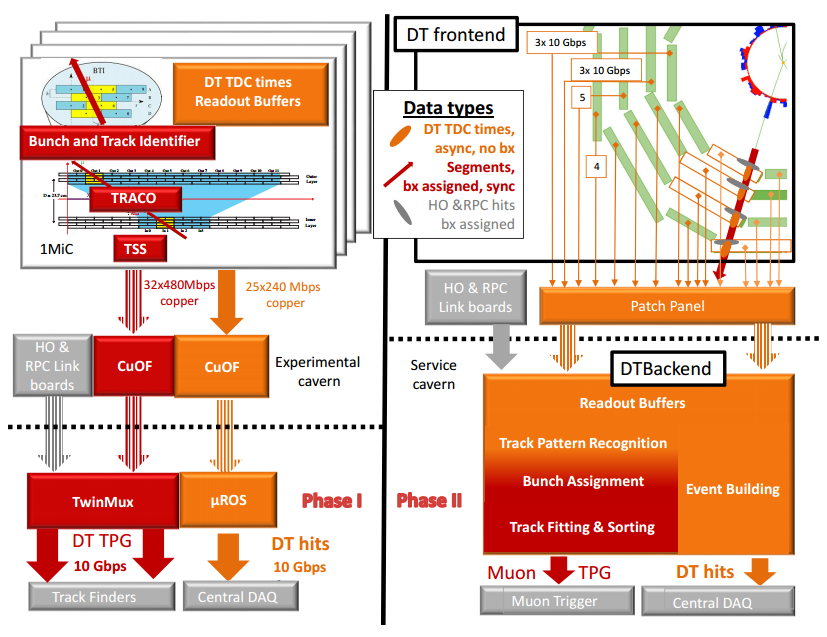 BTI
μ
DT TDC times
Readout Buffers
Bunch and Track Identifier
Outer
Layer
TRACO
Inner
Layer
1MiC
TSS
32x480Mbps
copper
25x240 Mbps
copper
HO &
RPC Link
boards
CuOF
CuOF
Experimental
cavern
TwinMux
μROS
Phase I
DT TPG
10 Gbps
DT hits
10 Gbps
Track Finders
Central DAQ
DT frontend
3x 10 Gbps
3x 10 Gbps
5
4
Data types
DT TDC times,
async, no bx
Segments,
bx assigned, sync
HO &RPC hits
bx assigned
HO & RPC
Link boards
Patch Panel
Service
cavern
DTBackend
Readout Buffers
Track Pattern Recognition
Bunch Assignment
Event Building
Track Fitting & Sorting
Phase II
Muon TPG
DT hits
Muon Trigger
Central DAQ